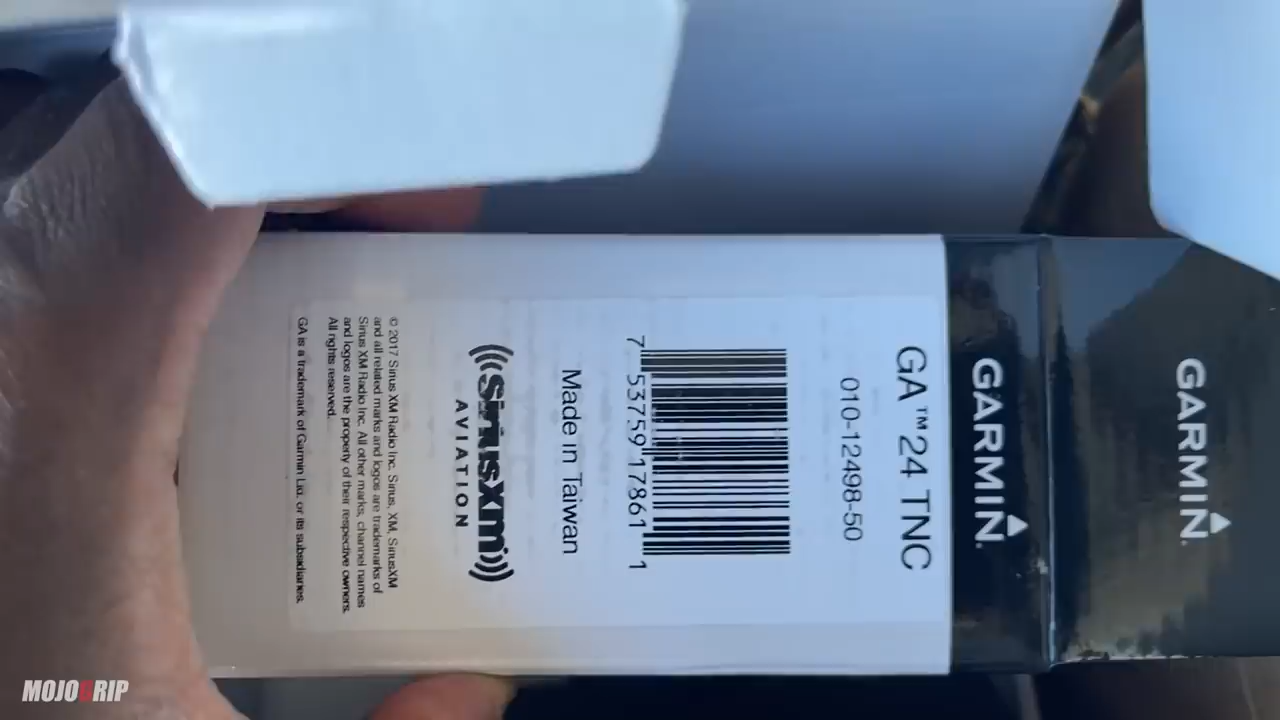 GARMIN
GARMIN
GA™ 24 TNC
010-12498-50
7 53759 17861 1
Made in Taiwan
((SiriusXM))
AVIATION
© 2017 Sirius XM Radio Inc. Sirius, XM, SiriusXM
and all related marks and logos are trademarks of
Sirius XM Radio Inc. All other marks, channel names
and logos are the property of their respective owners.
All rights reserved.
GA is a trademark of Garmin Ltd. or its subsidiaries.
MOJOGRIP